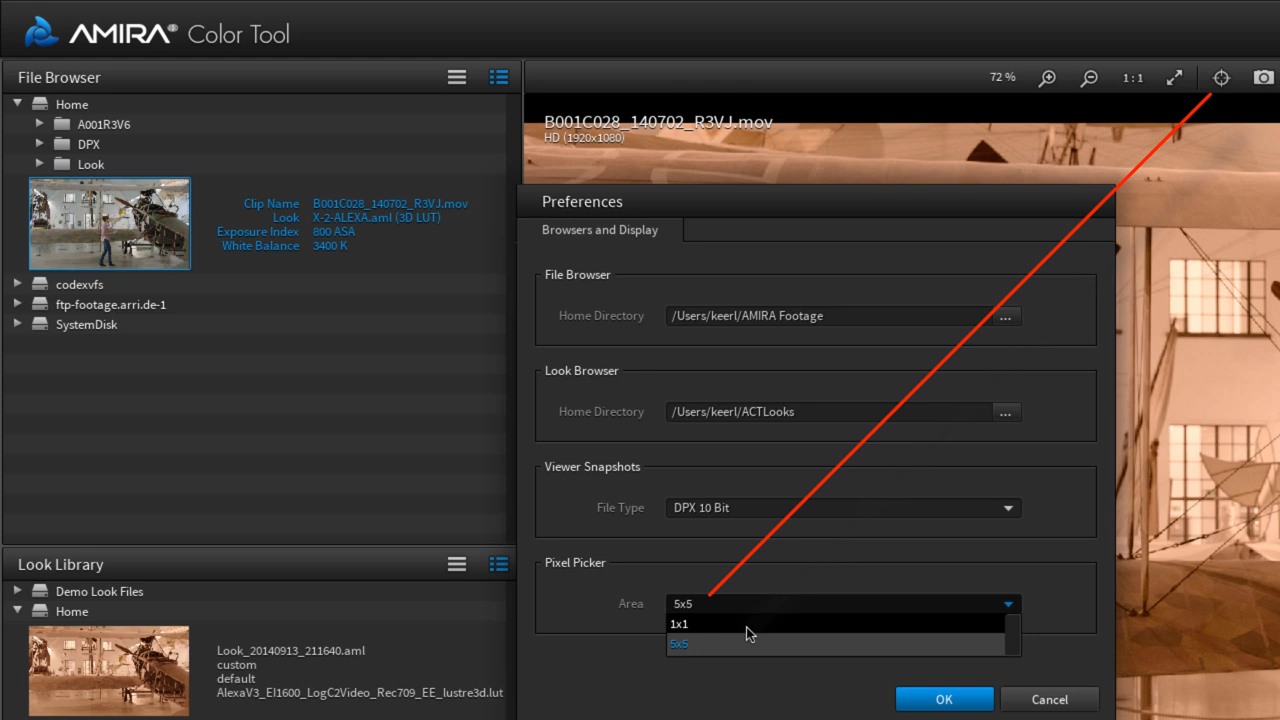 AMIRA® Color Tool
File Browser
72 %
1:1
Home
A001R3V6
DPX
Look
Clip Name B001C028_140702_R3VJ.mov
Look X-2-ALEXA.aml (3D LUT)
Exposure Index 800 ASA
White Balance 3400 K
codexvfs
ftp-footage.arri.de-1
SystemDisk
B001C028_140702_R3VJ.mov
HD (1920x1080)
Preferences
Browsers and Display
File Browser
Home Directory /Users/keerl/AMIRA Footage ...
Look Browser
Home Directory /Users/keerl/ACTLooks ...
Viewer Snapshots
File Type DPX 10 Bit
Pixel Picker
Area 5x5
1x1
5x5
OK Cancel
Look Library
Demo Look Files
Home
Look_20140913_211640.aml
custom
default
AlexaV3_EI1600_LogC2Video_Rec709_EE_lustre3d.lut